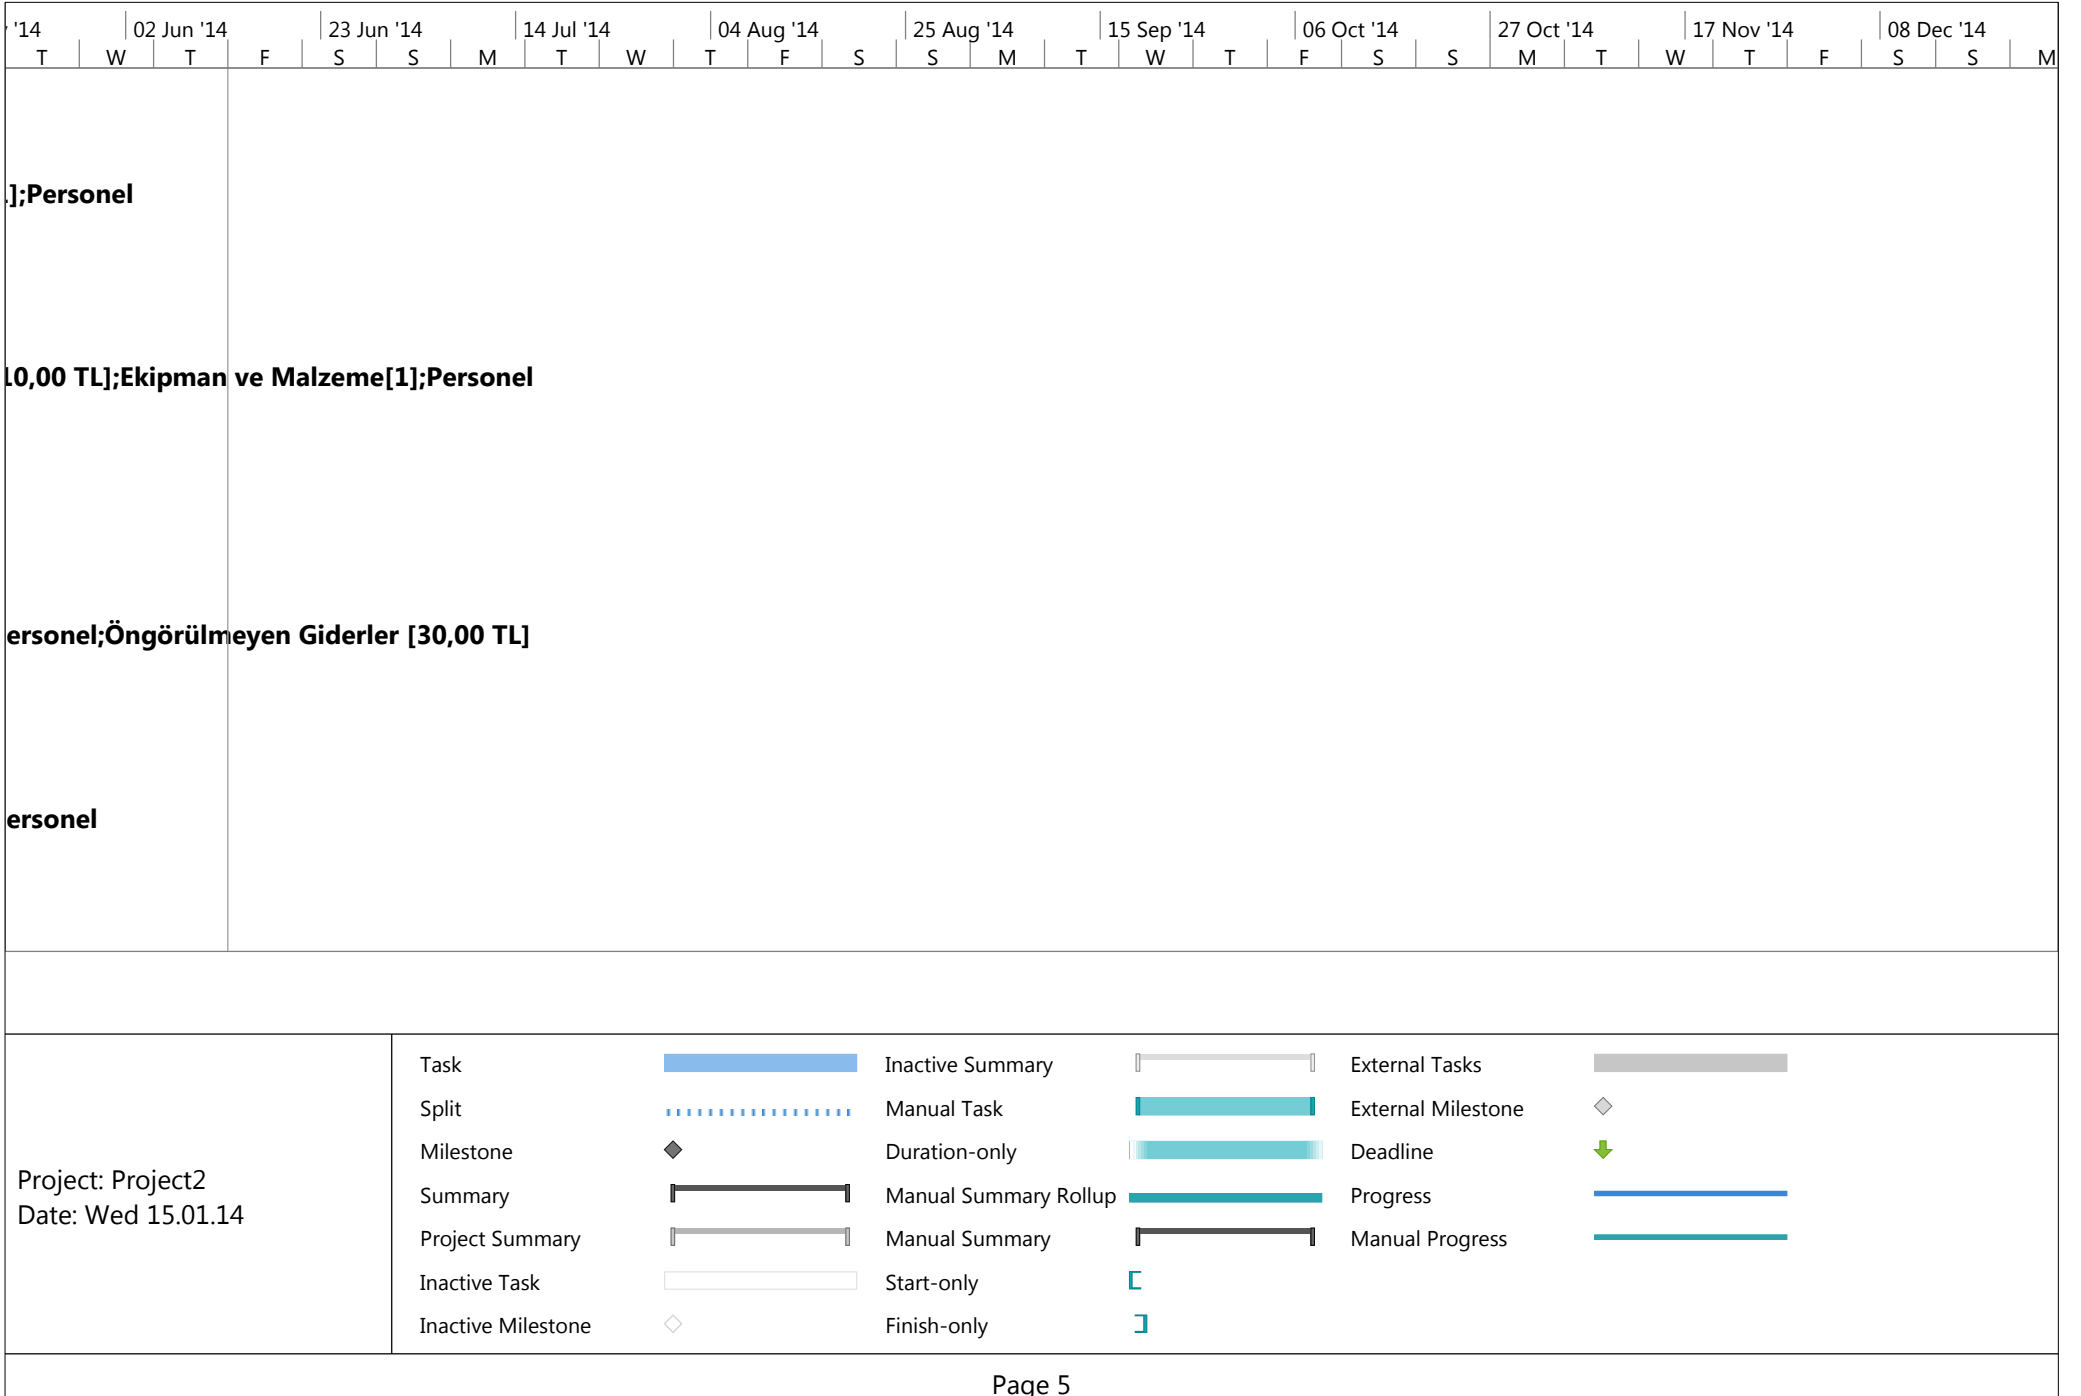 '14 02 Jun '14 23 Jun '14 14 Jul '14 04 Aug '14 25 Aug '14 15 Sep '14 06 Oct '14 27 Oct '14 17 Nov '14 08 Dec '14
T W T F S S M T W T F S S M T W T F S S M T W T F S S M
];Personel
10,00 TL];Ekipman ve Malzeme[1];Personel
ersonel;Öngörülmeyen Giderler [30,00 TL]
ersonel
Project: Project2
Date: Wed 15.01.14
Task
Split
Milestone
Summary
Project Summary
Inactive Task
Inactive Milestone
Inactive Summary
Manual Task
Duration-only
Manual Summary Rollup
Manual Summary
Start-only
Finish-only
External Tasks
External Milestone
Deadline
Progress
Manual Progress
Page 5